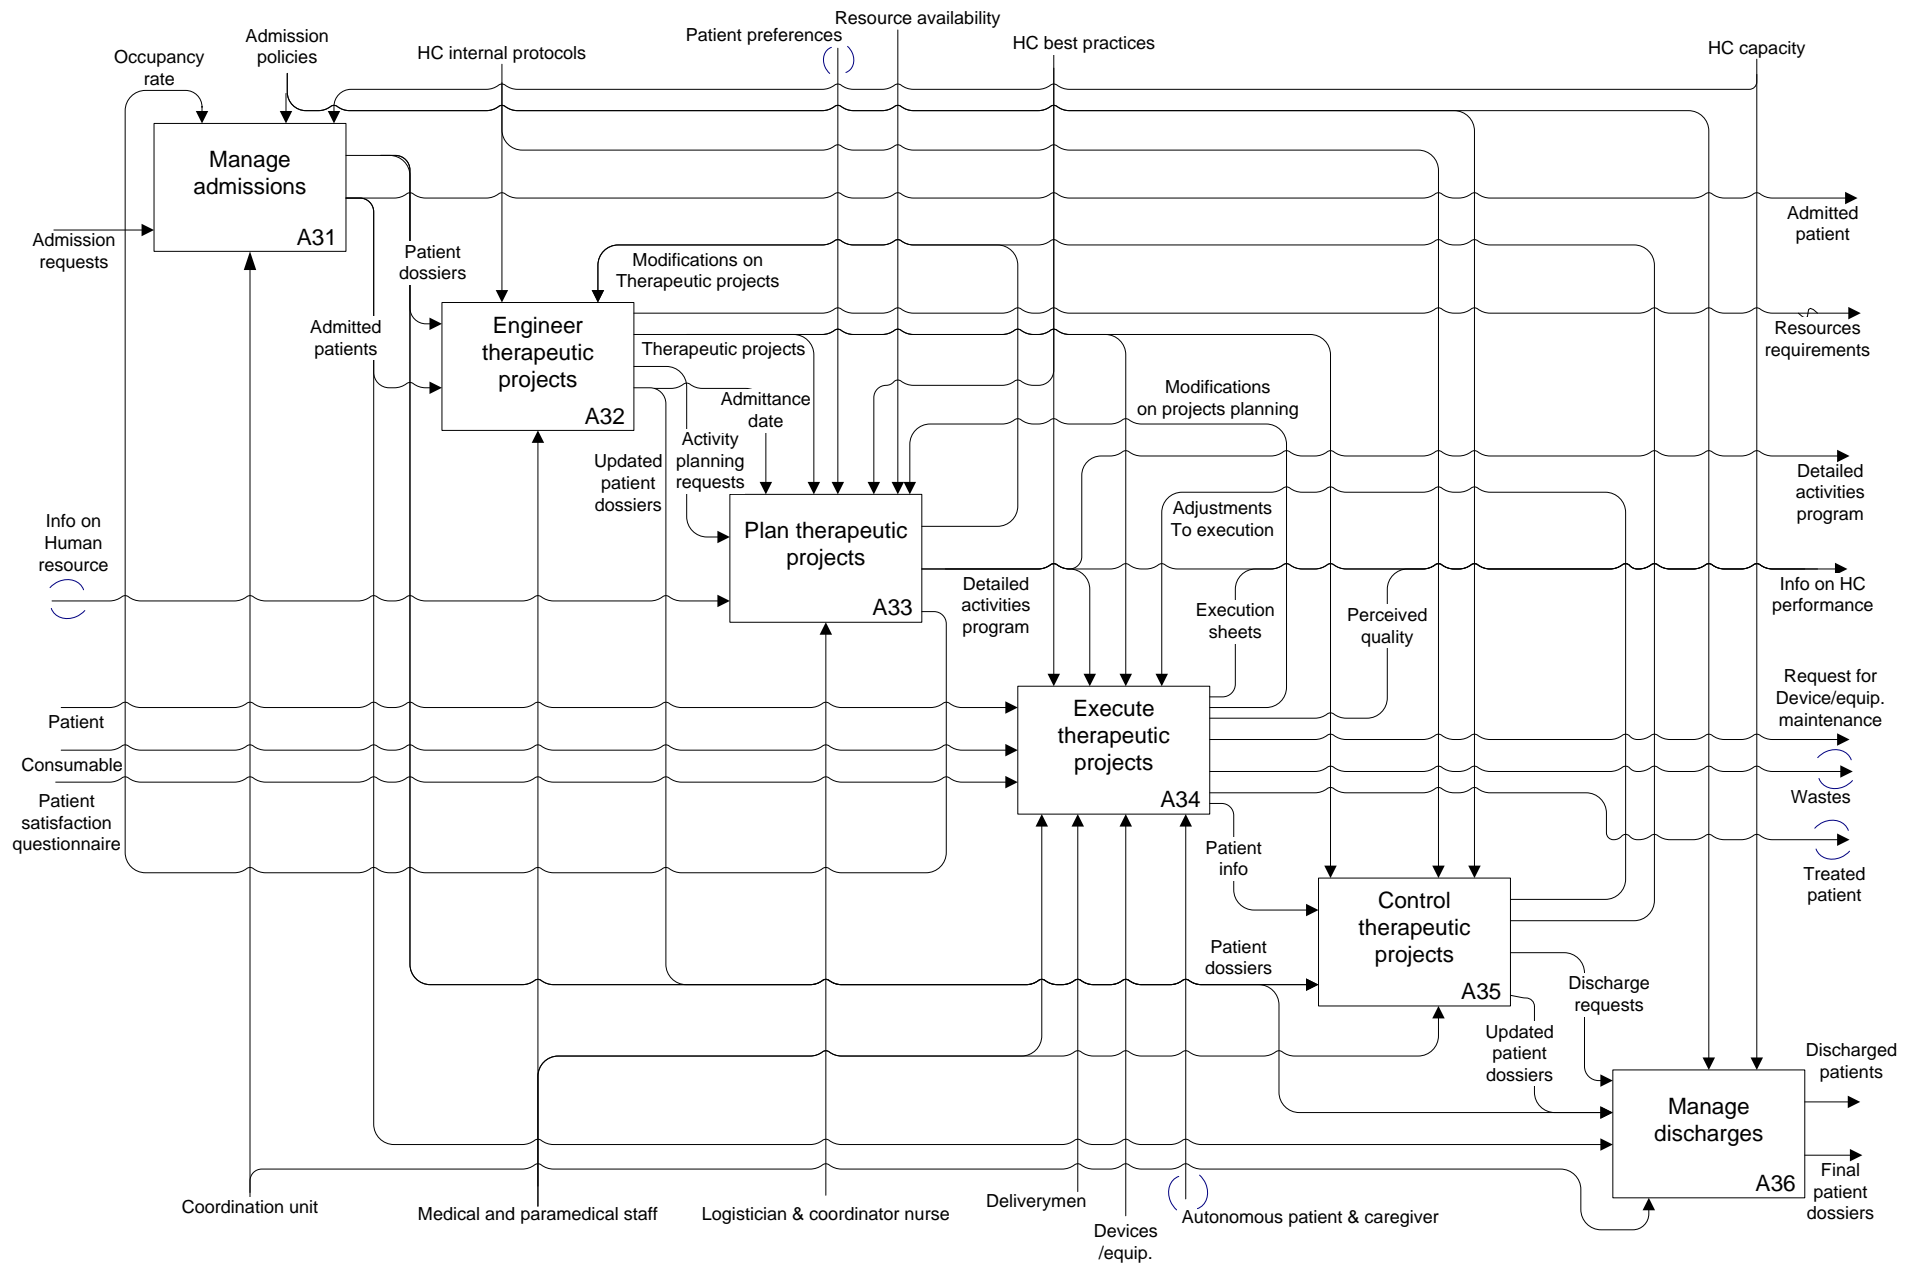 Resource availability
Patient preferences
Admission
policies
HC internal protocols
HC best practices
HC capacity
Occupancy
rate
Manage
admissions
A31
Admission
requests
Patient
dossiers
Admitted
patient
Modifications on
Therapeutic projects
Admitted
patients
Engineer
therapeutic
projects
A32
Therapeutic projects
Resources
requirements
Admittance
date
Modifications
on projects planning
Activity
planning
requests
Updated
patient
dossiers
Detailed
activities
program
Info on
Human
resource
Plan therapeutic
projects
A33
Adjustments
To execution
Detailed
activities
program
Execution
sheets
Perceived
quality
Info on HC
performance
Patient
Consumable
Patient
satisfaction
questionnaire
Execute
therapeutic
projects
A34
Request for
Device/equip.
maintenance
Wastes
Treated
patient
Patient
info
Control
therapeutic
projects
A35
Patient
dossiers
Discharge
requests
Updated
patient
dossiers
Discharged
patients
Manage
discharges
A36
Final
patient
dossiers
Coordination unit
Medical and paramedical staff
Logistician & coordinator nurse
Deliverymen
Devices
/equip.
Autonomous patient & caregiver